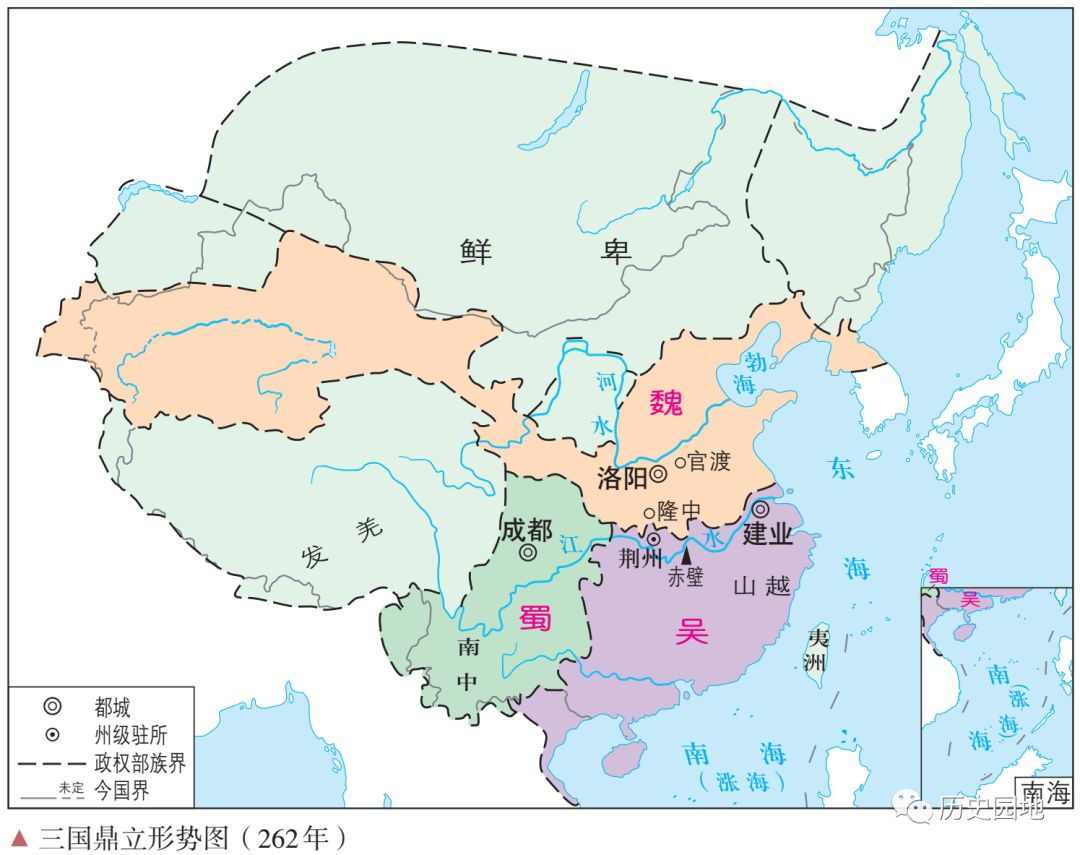 鲜 卑
河水
勃海
魏
洛阳
官渡
隆中
东海
发 羌
成都
江水
荆州
赤壁
建业
山越
蜀
吴
南中
夷洲
南 海
（涨海）
蜀
吴
南海
（涨海）
南海
都城
州级驻所
政权部族界
未定
今国界
历史园地
▲ 三国鼎立形势图（262年）